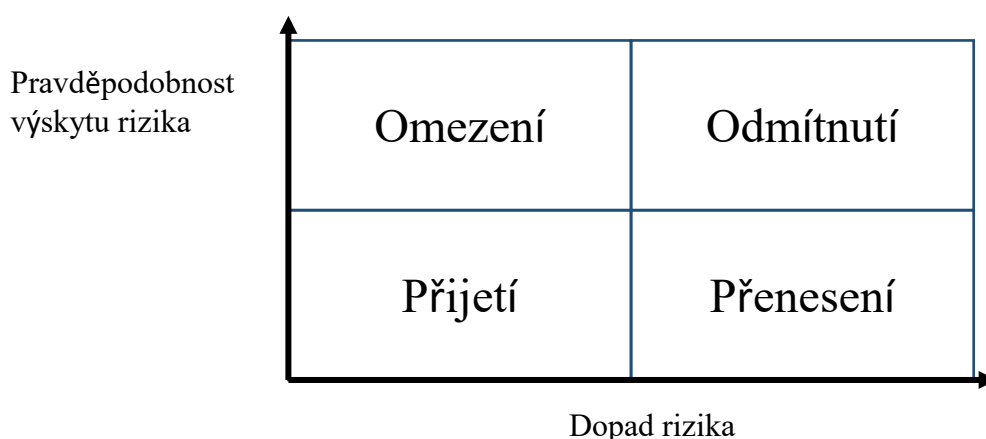 Pravděpodobnost
výskytu rizika
Omezení
Odmítnutí
Přijetí
Přenesení
Dopad rizika